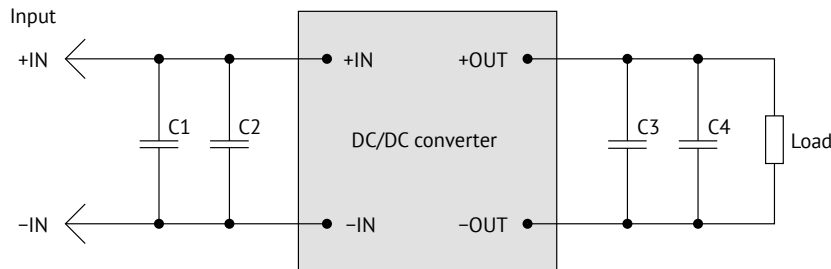 Input
+IN
+IN
+OUT
C1
C2
C3
C4
DC/DC converter
Load
−IN
−IN
−OUT